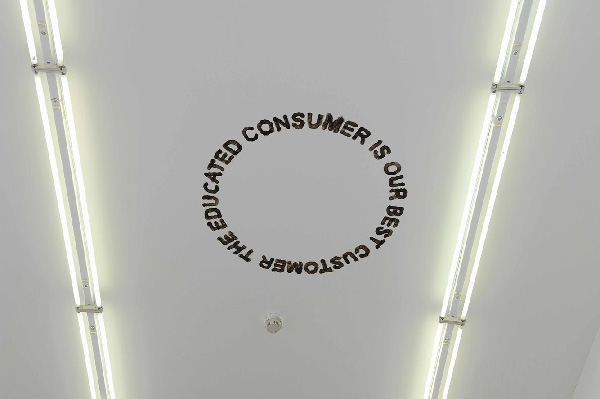 THE EDUCATED CONSUMER IS OUR BEST CUSTOMER